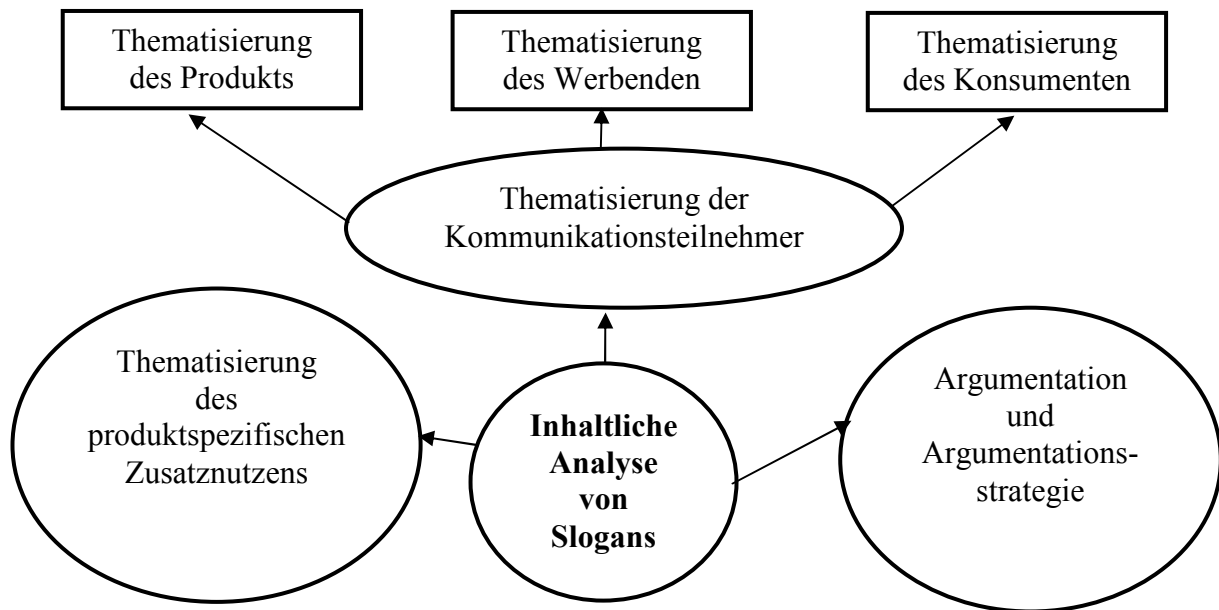 Thematisierung
des Produkts
Thematisierung
des Werbenden
Thematisierung
des Konsumenten
Thematisierung der
Kommunikationsteilnehmer
Thematisierung
des
produktspezifischen
Zusatznutzens
Inhaltliche
Analyse
von
Slogans
Argumentation
und
Argumentations-
strategie